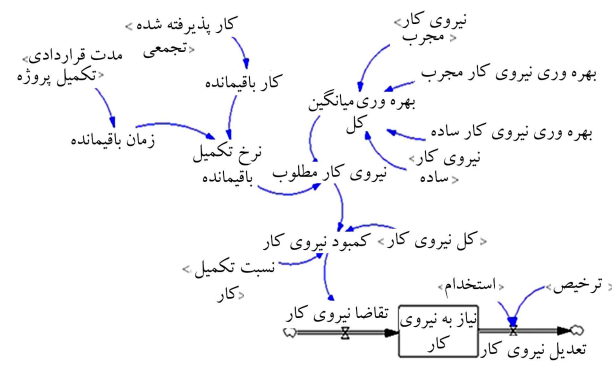 <نیروی کار
مجرب>
<کار پذیرفته شده
تجمعی>
<مدت قراردادی
تکمیل پروژه>
بهره وری نیروی کار مجرب
کار باقیمانده
بهره وری میانگین
کل
بهره وری نیروی کار ساده
زمان باقیمانده
نرخ تکمیل
باقیمانده
<نیروی کار
ساده>
نیروی کار مطلوب
<کل نیروی کار>
کمبود نیروی کار
<نسبت تکمیل
کار>
<ترخیص>
<استخدام>
تقاضا نیروی کار
نیاز به نیروی
کار
تعدیل نیروی کار